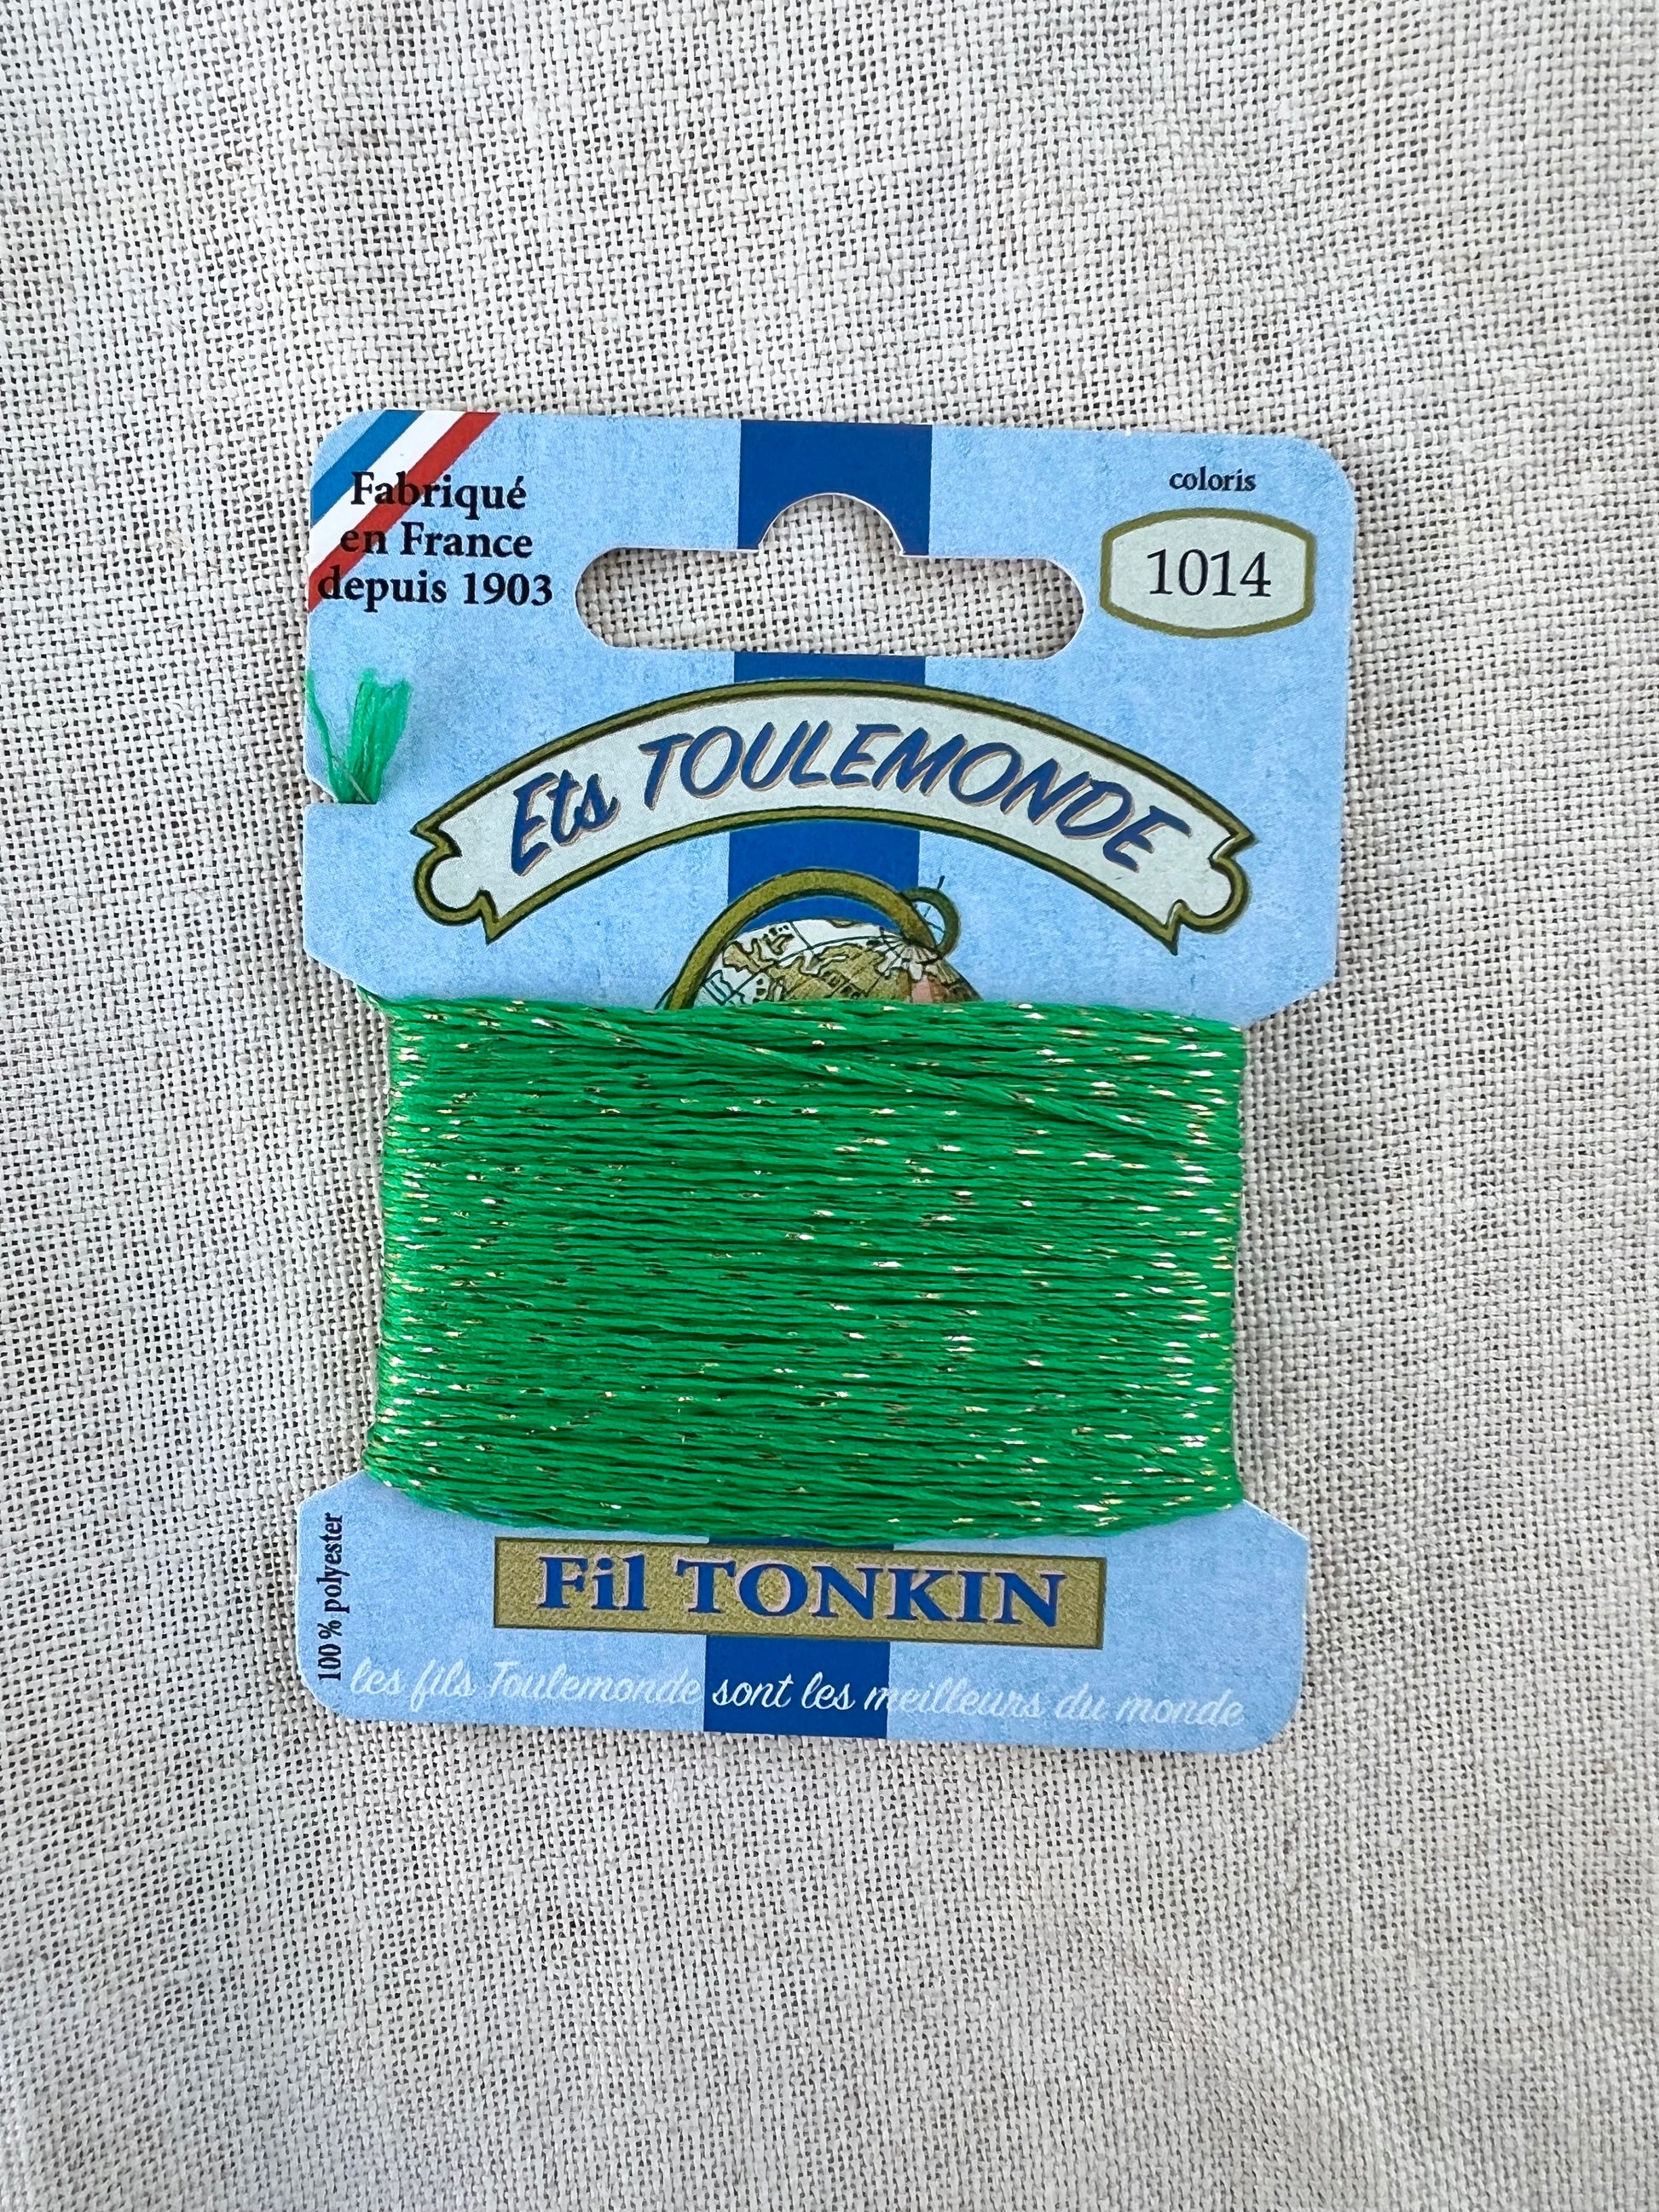 Fabriqué
en France
depuis 1903
coloris
1014
Ets TOULEMONDE
100% polyester
Fil TONKIN
les fils Toulemonde sont les meilleurs du monde